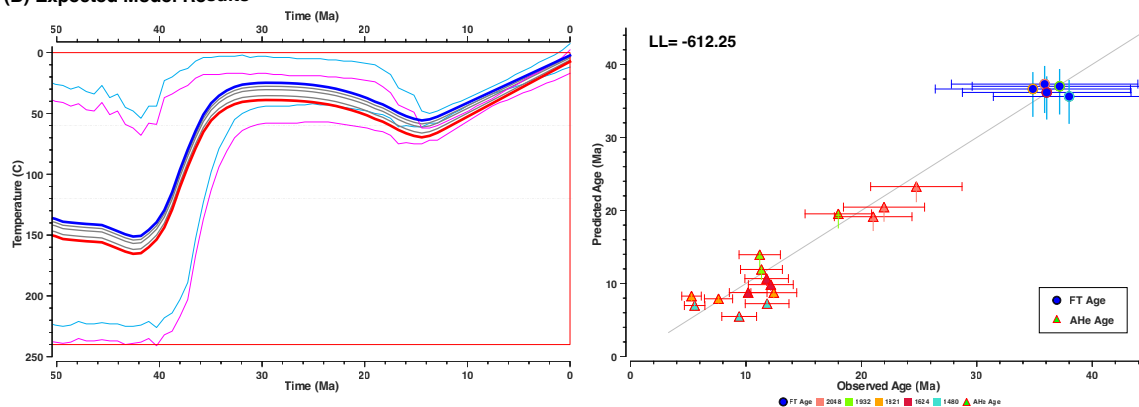 (B) Expected Model Results
Time (Ma)
50 40 30 20 10 0
0
50
100
150
200
250
Temperature (C)
50 40 30 20 10 0
Time (Ma)
LL= -612.25
40
30
20
10
0
Predicted Age (Ma)
FT Age
AHe Age
0 10 20 30 40
Observed Age (Ma)
FT Age 2048 1932 1821 1624 1480 AHe Age